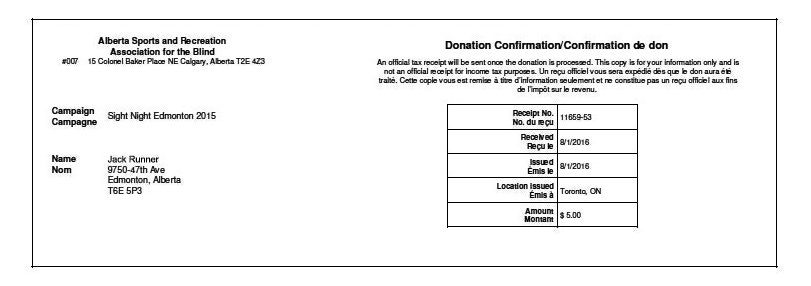 Alberta Sports and Recreation
Association for the Blind
#007 15 Colonel Baker Place NE Calgary, Alberta T2E 4Z3
Donation Confirmation/Confirmation de don
An official tax receipt will be sent once the donation is processed. This copy is for your information only and is
not an official receipt for income tax purposes. Un reçu officiel vous sera expédié dès que le don aura été
traité. Cette copie vous est remise à titre d'information seulement et ne constitue pas un reçu officiel aux fins
de l'impôt sur le revenu.
Campaign
Campagne
Sight Night Edmonton 2015
Name
Nom
Jack Runner
9750-47th Ave
Edmonton, Alberta
T6E 5P3
Receipt No.
No. du reçu
11659-53
Received
Reçu le
8/1/2016
Issued
Émis le
8/1/2016
Location Issued
Émis à
Toronto, ON
Amount
Montant
$ 5.00